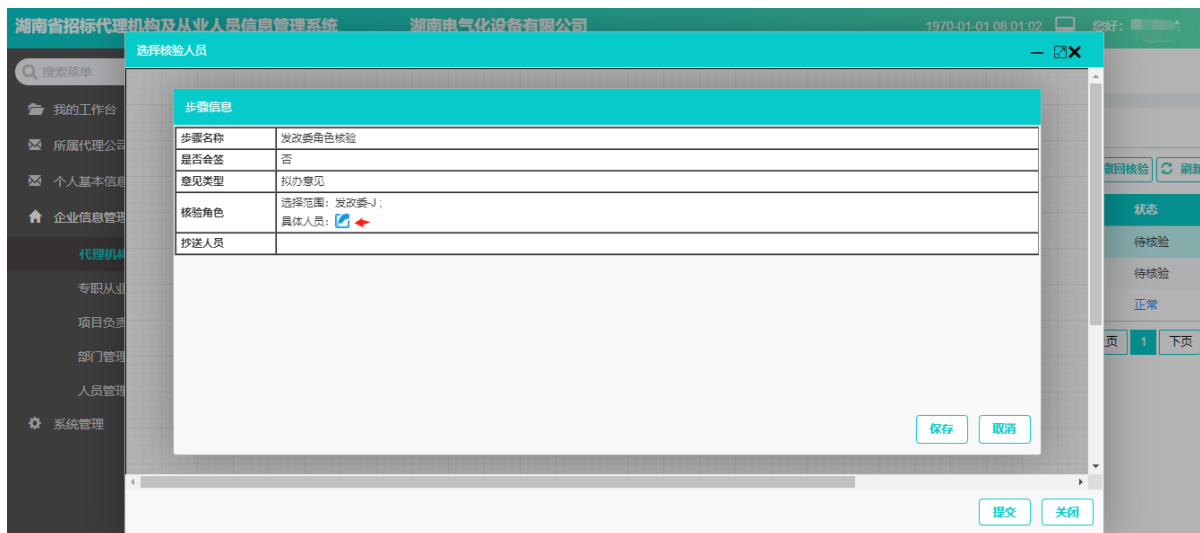 湖南省招标代理机构及从业人员信息管理系统 湖南电气化设备有限公司 1970-01-01 08:01:02 您好：
选择核验人员
搜索菜单
我的工作台
所属代理公司
个人基本信息
企业信息管理
代理机构
专职从业
项目负责
部门管理
人员管理
系统管理
步骤信息
步骤名称 发改委角色核验
是否会签 否
意见类型 拟办意见
核验角色 选择范围：发改委-J；
具体人员：
抄送人员
保存 取消
提交 关闭
撤回核验 刷新
状态
待核验
待核验
正常
页 1 下页